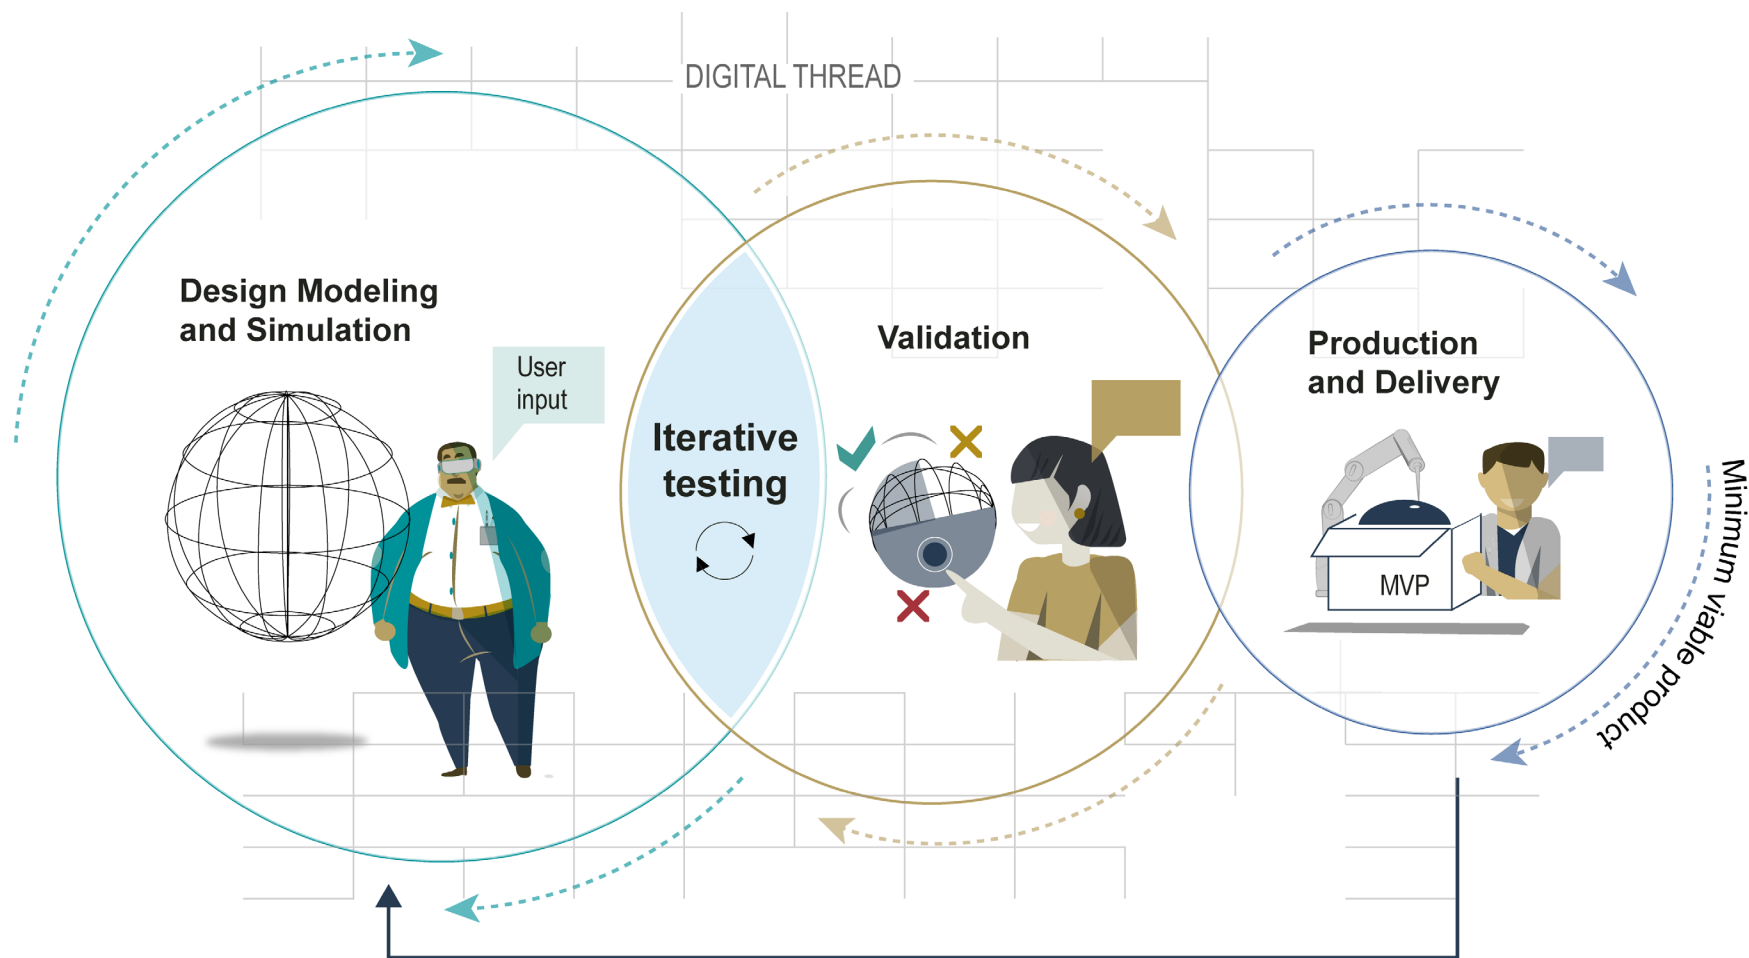 DIGITAL THREAD
Design Modeling
and Simulation
User
input
Iterative
testing
Validation
Production
and Delivery
MVP
Minimum viable product